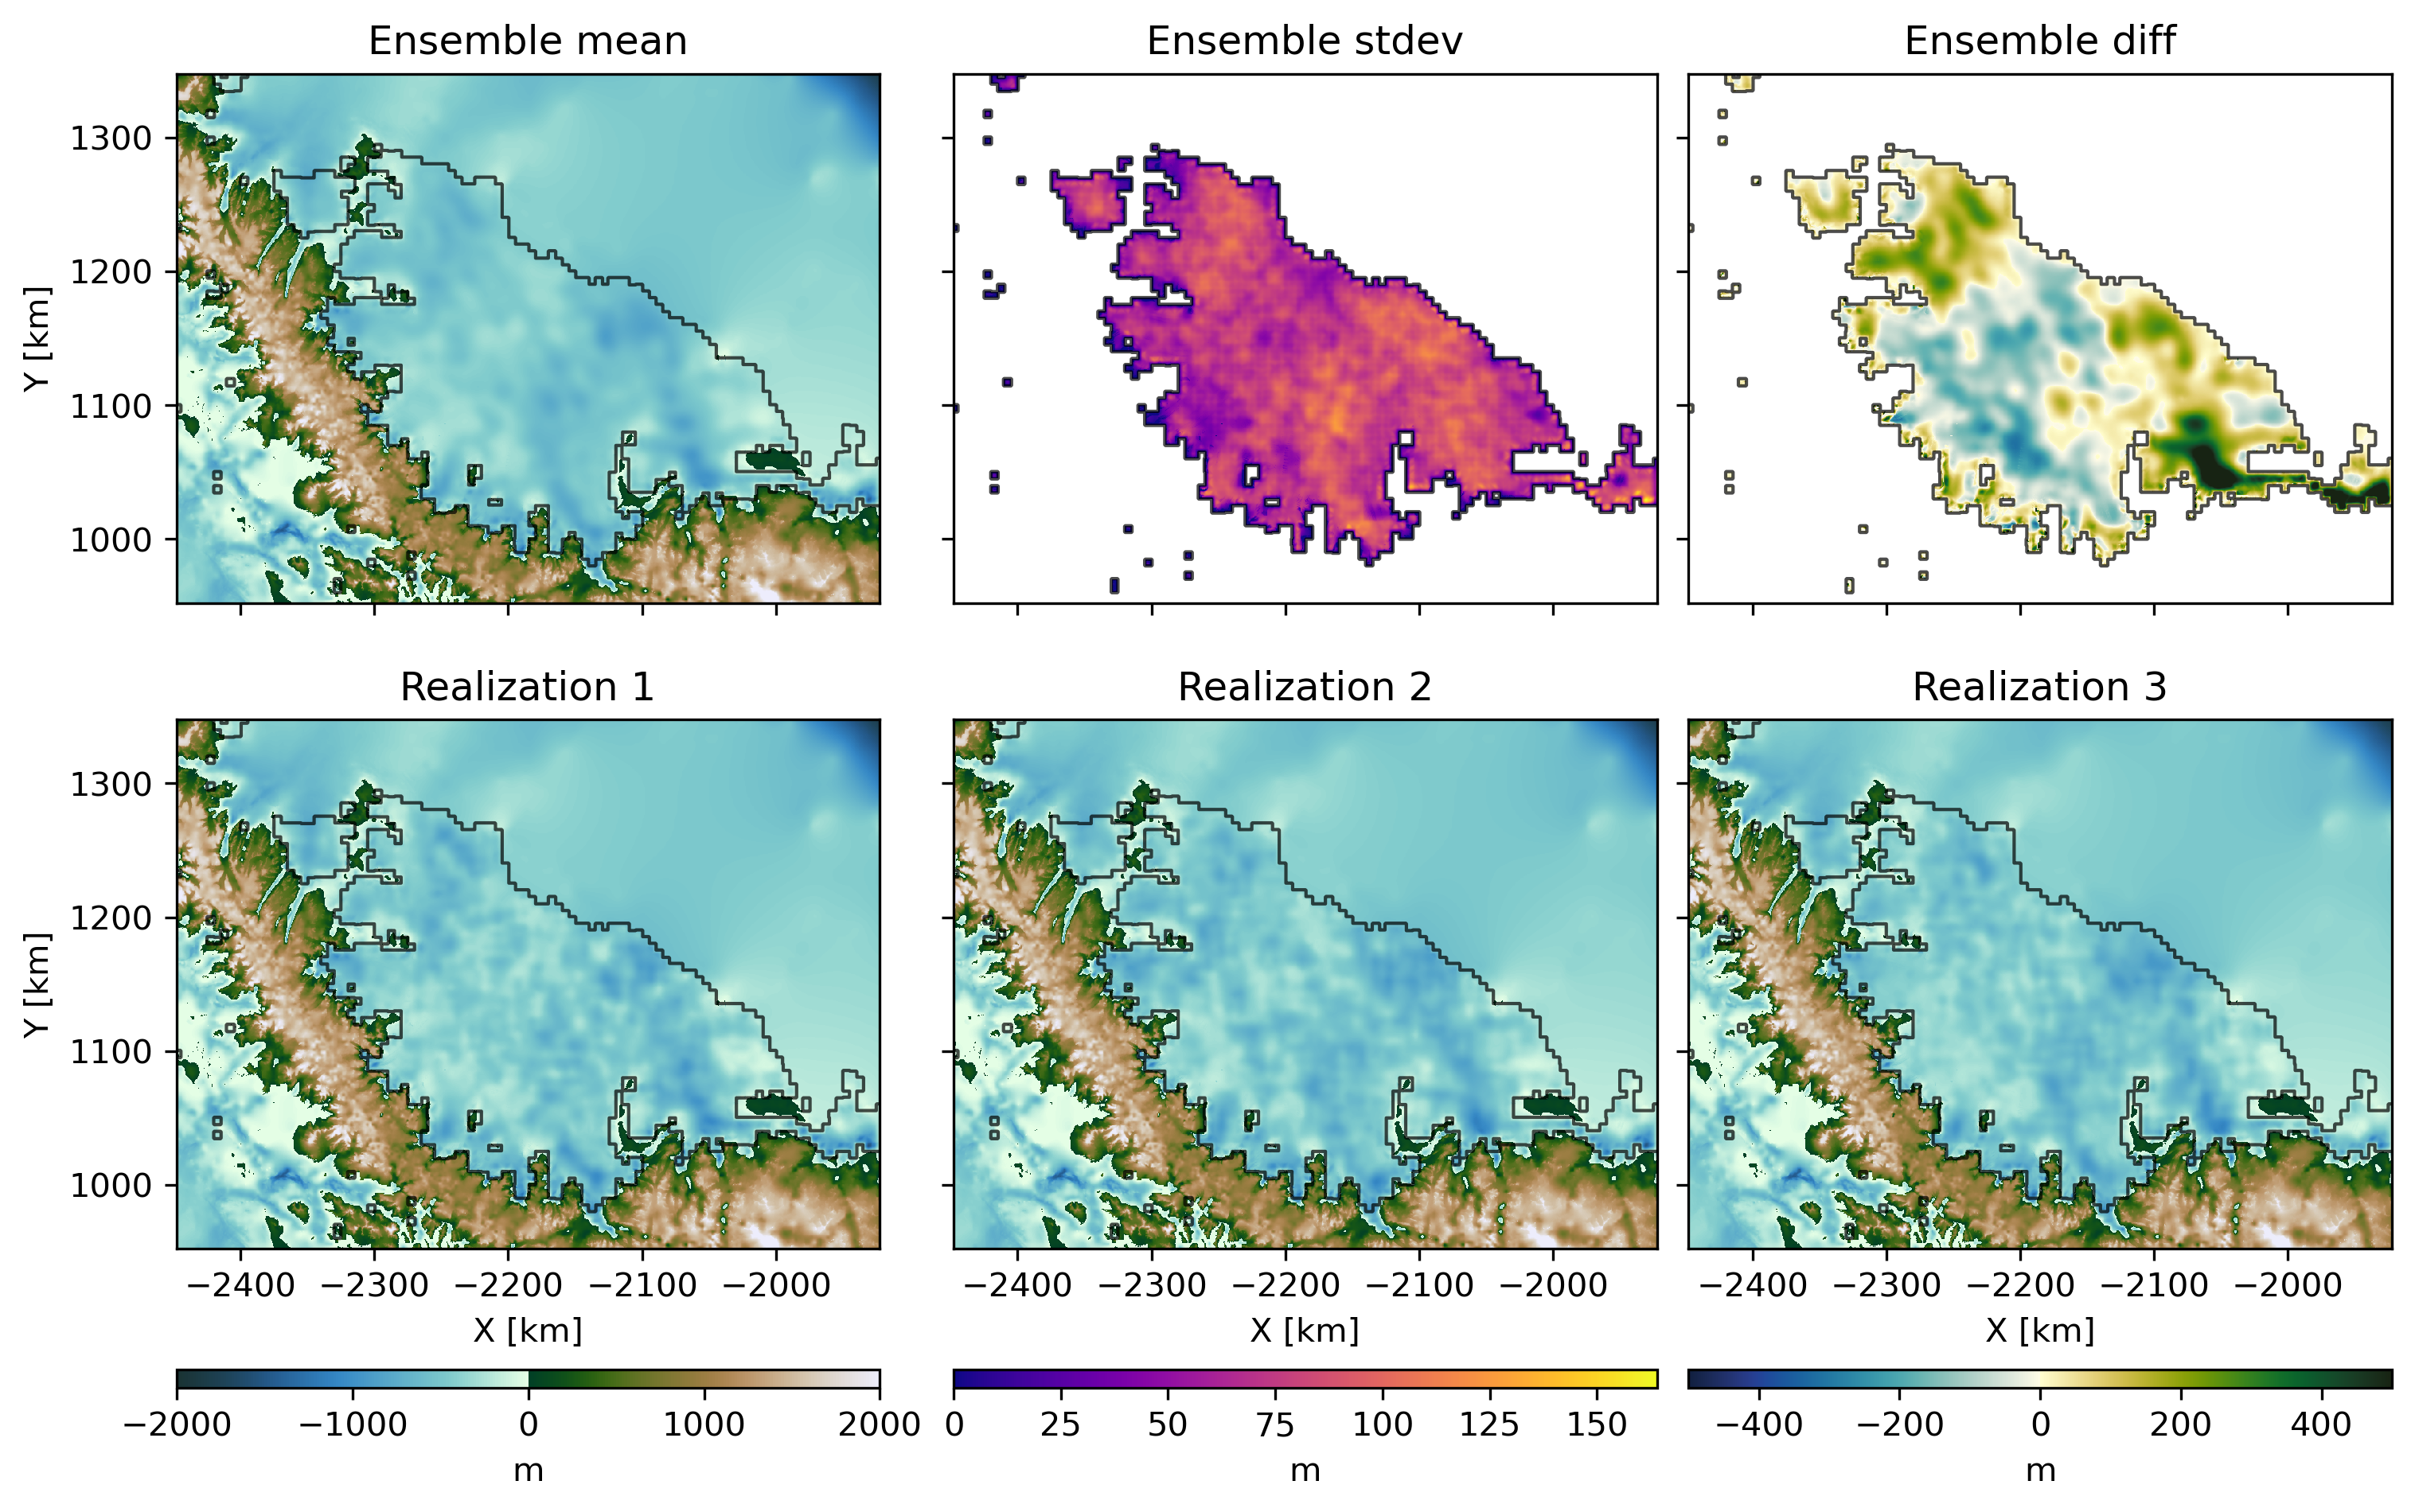 Ensemble mean
Ensemble stdev
Ensemble diff
Y [km]
1300
1200
1100
1000
Realization 1
Realization 2
Realization 3
Y [km]
1300
1200
1100
1000
−2400 −2300 −2200 −2100 −2000
−2400 −2300 −2200 −2100 −2000
−2400 −2300 −2200 −2100 −2000
X [km]
X [km]
X [km]
−2000 −1000 0 1000 2000
0 25 50 75 100 125 150
−400 −200 0 200 400
m
m
m